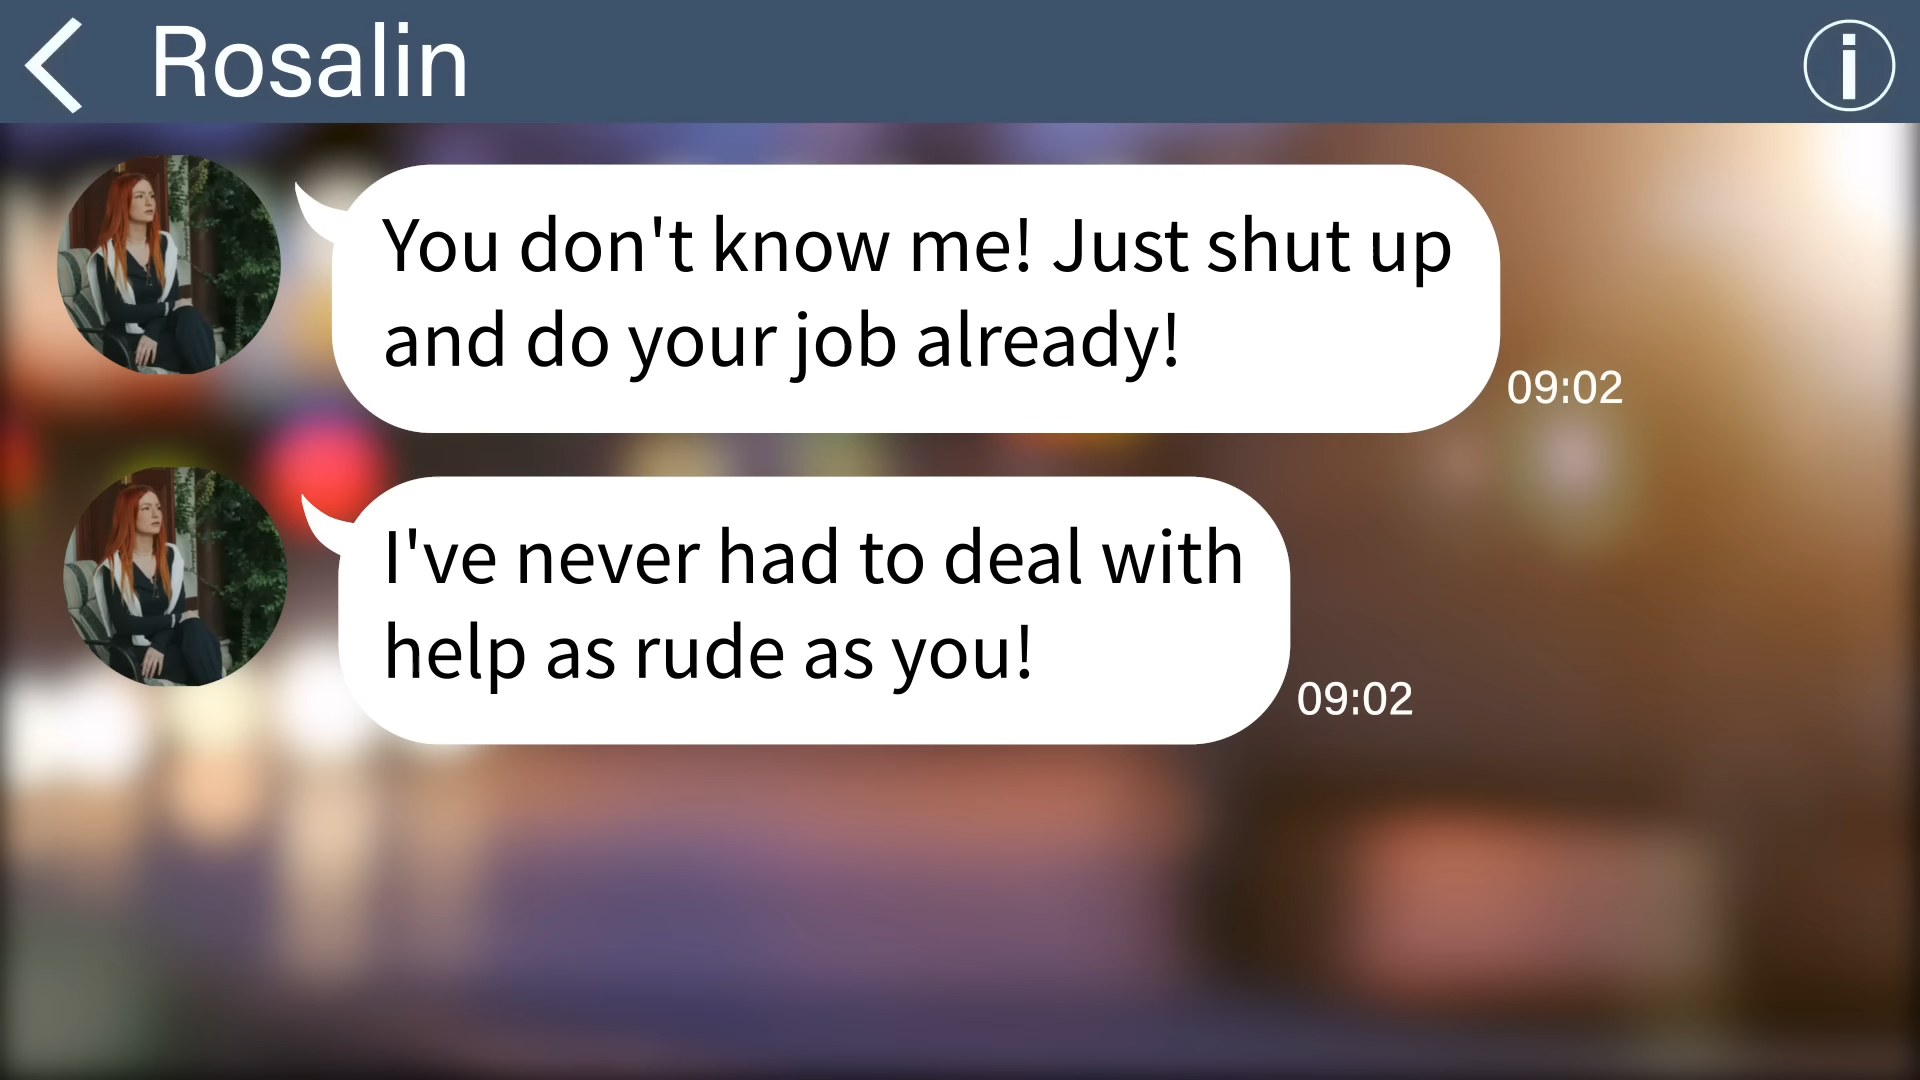 Rosalin
You don't know me! Just shut up
and do your job already!
09:02
I've never had to deal with
help as rude as you!
09:02